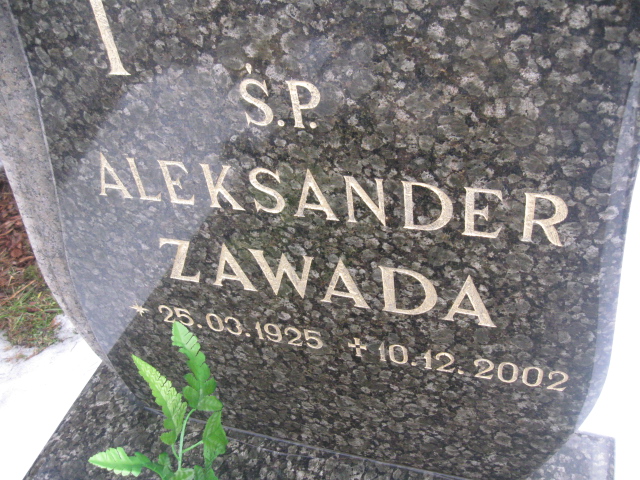 Ś.P.
ALEKSANDER
ZAWADA
* 25.03.1925 ✝ 10.12.2002